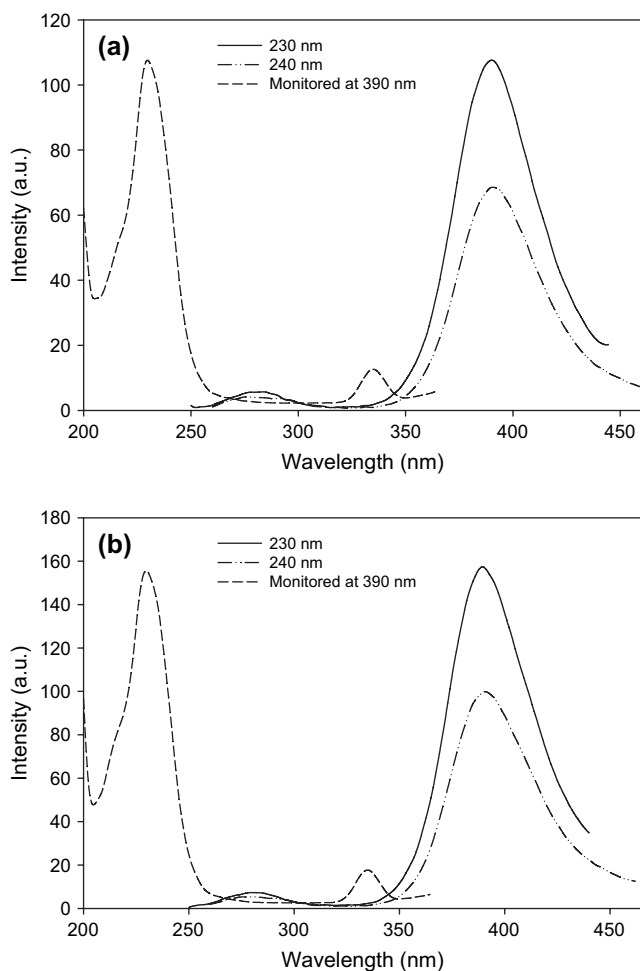 120
(a)
230 nm
240 nm
Monitored at 390 nm
100
80
60
40
20
0
Intensity (a.u.)
200 250 300 350 400 450
Wavelength (nm)
180
(b)
230 nm
240 nm
Monitored at 390 nm
160
140
120
100
80
60
40
20
0
Intensity (a.u.)
200 250 300 350 400 450
Wavelength (nm)